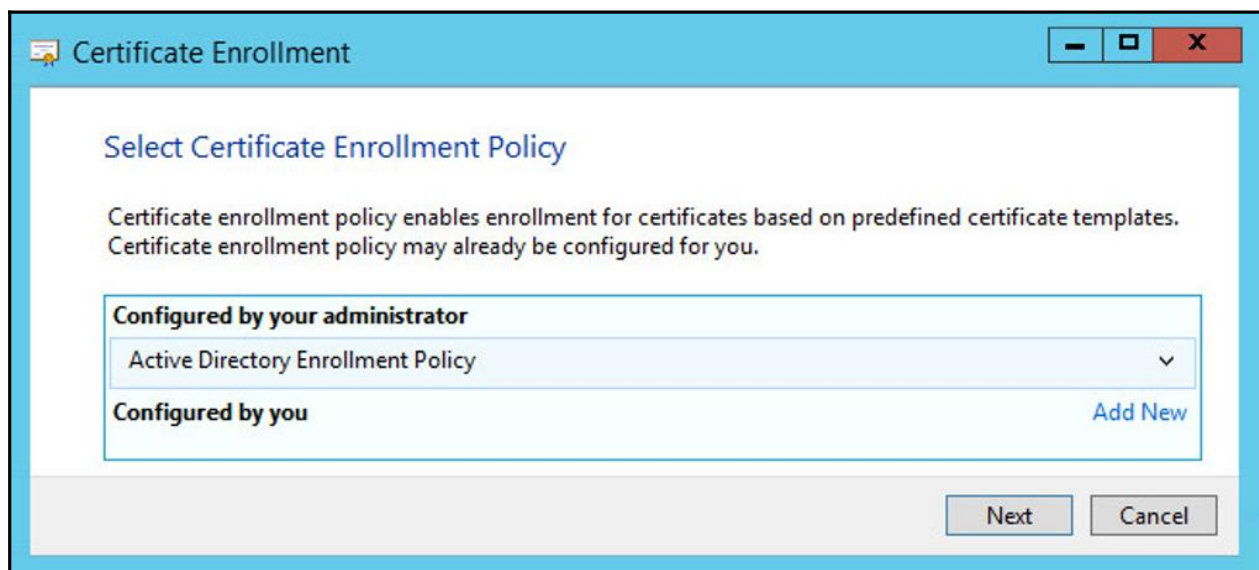 Certificate Enrollment
Select Certificate Enrollment Policy
Certificate enrollment policy enables enrollment for certificates based on predefined certificate templates.
Certificate enrollment policy may already be configured for you.
Configured by your administrator
Active Directory Enrollment Policy
Configured by you Add New
Next Cancel